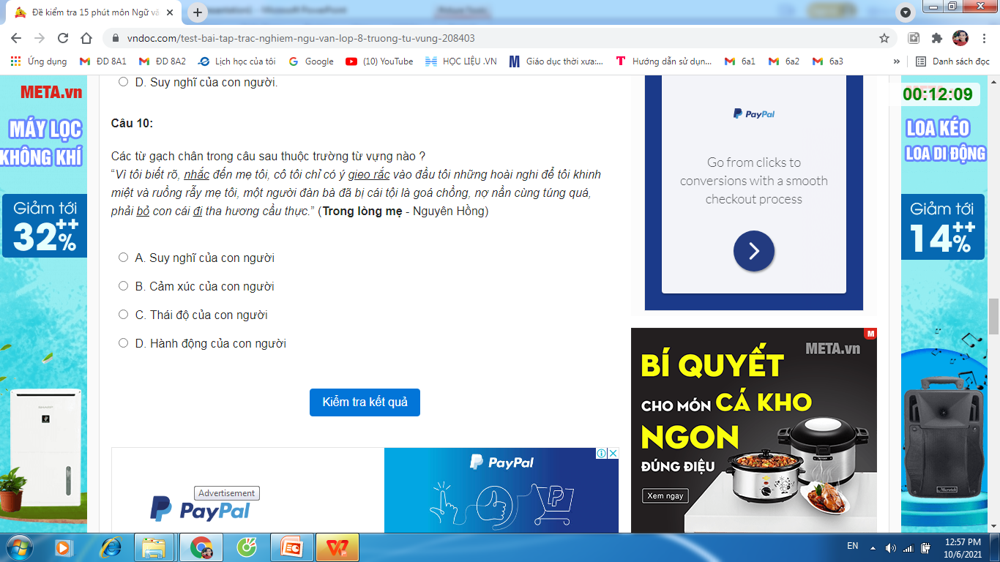 Đề kiểm tra 15 phút môn Ngữ vă
Microsoft PowerPoint
vndoc.com/test-bai-tap-trac-nghiem-ngu-van-lop-8-truong-tu-vung-208403
Ứng dụng
ĐD 8A1
ĐD 8A2
Lịch học của tôi
Google
(10) YouTube
HỌC LIỆU .VN
Giáo dục thời xưa:...
Hướng dẫn sử dụn...
6a1
6a2
6a3
»
Danh sách đọc
META.vn
MÁY LỌC
KHÔNG KHÍ
Giảm tới
32++%
D. Suy nghĩ của con người.
Câu 10:
Các từ gạch chân trong câu sau thuộc trường từ vựng nào ?
“Vì tôi biết rõ, nhắc đến mẹ tôi, cô tôi chỉ có ý gieo rắc vào đầu tôi những hoài nghi để tôi khinh
miệt và ruồng rẫy mẹ tôi, một người đàn bà đã bị cái tội là goá chồng, nợ nần cùng túng quá,
phải bỏ con cái đi tha hương cầu thực.” (Trong lòng mẹ - Nguyên Hồng)
A. Suy nghĩ của con người
B. Cảm xúc của con người
C. Thái độ của con người
D. Hành động của con người
Kiểm tra kết quả
Advertisement
PayPal
PayPal
PayPal
Go from clicks to
conversions with a smooth
checkout process
META.vn
BÍ QUYẾT
CHO MÓN CÁ KHO
NGON
ĐÚNG ĐIỆU
Xem ngay
00:12:09
LOA KÉO
LOA DI ĐỘNG
Giảm tới
14++%
EN
12:57 PM
10/6/2021